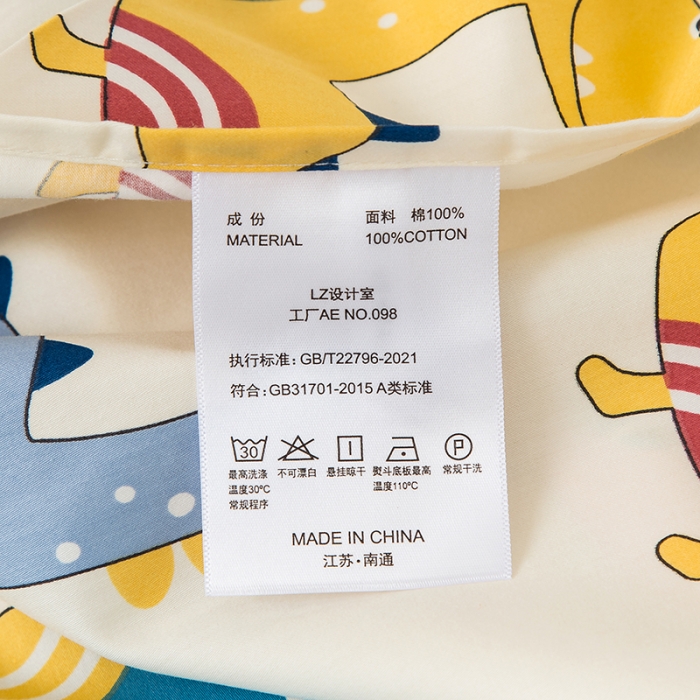 成 份 面料 棉100%
MATERIAL 100%COTTON
LZ设计室
工厂AE NO.098
执行标准: GB/T22796-2021
符合: GB31701-2015 A类标准
30 P
最高洗涤 不可漂白 悬挂晾干 熨斗底板最高 常规干洗
温度30ºC 温度110ºC
常规程序
MADE IN CHINA
江苏·南通